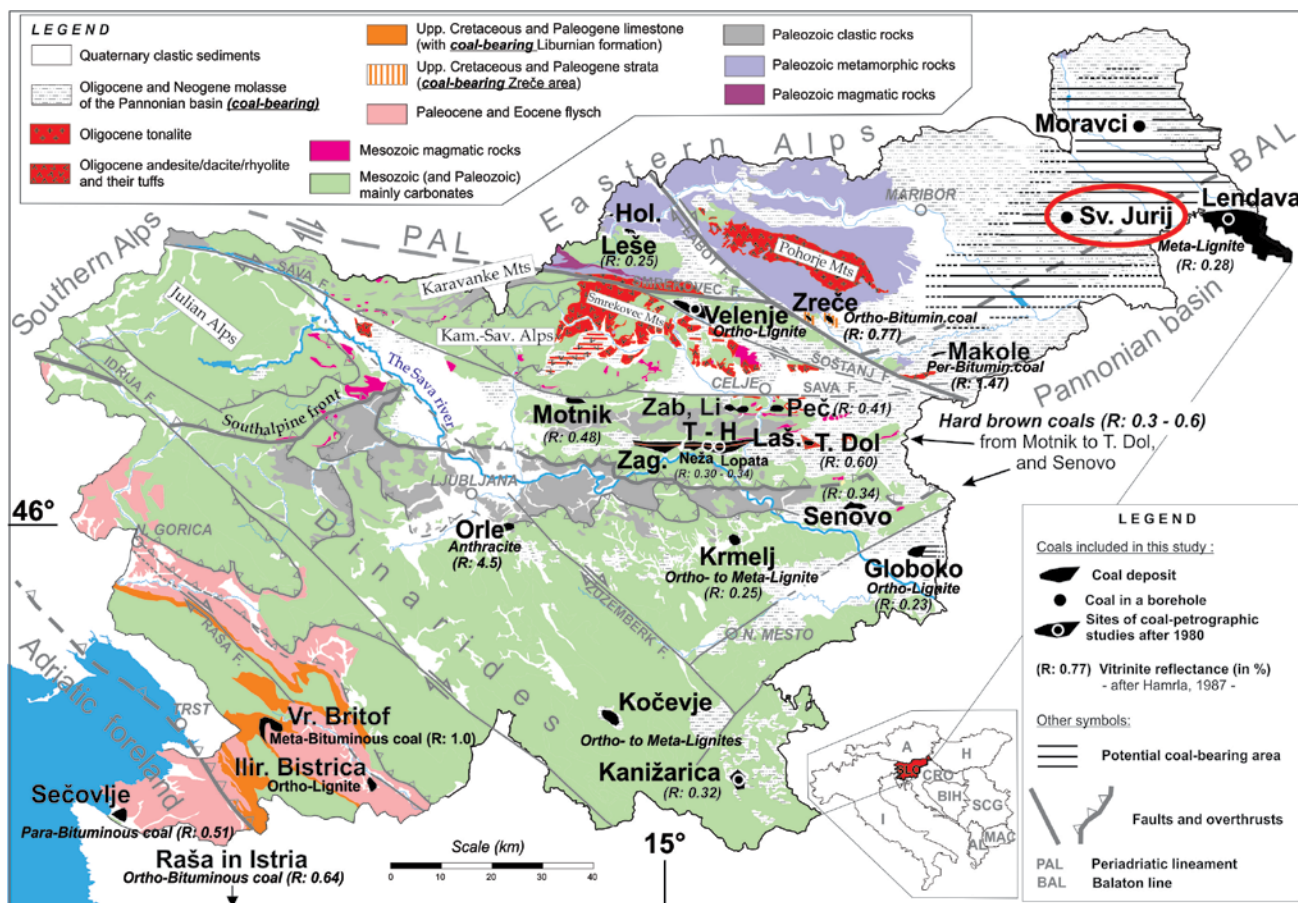 LEGEND
Quaternary clastic sediments
Oligocene and Neogene molasse
of the Pannonian basin (coal-bearing)
Oligocene tonalite
Oligocene andesite/dacite/rhyolite
and their tuffs
Upp. Cretaceous and Paleogene limestone
(with coal-bearing Liburnian formation)
Upp. Cretaceous and Paleogene strata
(coal-bearing Zreče area)
Paleocene and Eocene flysch
Mesozoic magmatic rocks
Mesozoic (and Paleozoic)
mainly carbonates
Paleozoic clastic rocks
Paleozoic metamorphic rocks
Paleozoic magmatic rocks
Eastern Alps
Southern Alps
PAL
BAL
Moravci
Sv. Jurij
Lendava
Meta-Lignite
(R: 0.28)
MARIBOR
Hol.
Leše
(R: 0.25)
LABOT F.
Pohorje Mts
SAVA F.
Karavanke Mts
SMREKOVEC F.
Smrekovec Mts
Julian Alps
Kam.-Sav. Alps
Velenje
Ortho-Lignite
Zreče
Ortho-Bitumin.coal
(R: 0.77)
Makole
Per-Bitumin.coal
(R: 1.47)
Pannonian basin
ŠOŠTANJ F.
SAVA F.
CELJE
IDRIJA F.
The Sava river
Southalpine front
Motnik
(R: 0.48)
Zab, Li
Peč
(R: 0.41)
T - H
Laš.
T. Dol
(R: 0.60)
Zag.
Neža
Lopata
(R: 0.30 - 0.34)
Hard brown coals (R: 0.3 - 0.6)
from Motnik to T. Dol,
and Senovo
LJUBLJANA
(R: 0.34)
Senovo
46°
N. GORICA
Orle
Anthracite
(R: 4.5)
Krmelj
Ortho- to Meta-Lignite
(R: 0.25)
Globoko
Ortho-Lignite
(R: 0.23)
Dinarides
ŽUŽEMBERK F.
N. MESTO
RAŠA F.
Adriatic foreland
TRST
Vr. Britof
Meta-Bituminous coal (R: 1.0)
Ilir. Bistrica
Ortho-Lignite
Kočevje
Ortho- to Meta-Lignites
Kanižarica
(R: 0.32)
Sečovlje
Para-Bituminous coal (R: 0.51)
Raša in Istria
Ortho-Bituminous coal (R: 0.64)
Scale (km)
0 10 20 30 40
15°
A
H
SLO
CRO
BIH
SCG
I
AL
MAC
LEGEND
Coals included in this study :
Coal deposit
Coal in a borehole
Sites of coal-petrographic
studies after 1980
(R: 0.77) Vitrinite reflectance (in %)
- after Hamrla, 1987 -
Other symbols:
Potential coal-bearing area
Faults and overthrusts
PAL Periadriatic lineament
BAL Balaton line